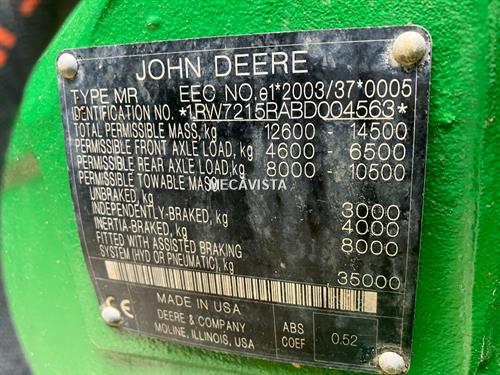 JOHN DEERE
TYPE MR EEC NO. e1*2003/37*0005
IDENTIFICATION NO. *1RW7215RABD004563*
TOTAL PERMISSIBLE MASS, kg 12600 - 14500
PERMISSIBLE FRONT AXLE LOAD, kg 4600 - 6500
PERMISSIBLE REAR AXLE LOAD, kg 8000 - 10500
PERMISSIBLE TOWABLE MASS
MECAVISTA
UNBRAKED, kg 3000
INDEPENDENTLY-BRAKED, kg 4000
INERTIA-BRAKED, kg 8000
FITTED WITH ASSISTED BRAKING
SYSTEM (HYD OR PNEUMATIC), kg 35000
CE
MADE IN USA
DEERE & COMPANY
MOLINE, ILLINOIS, USA
ABS
COEF 0.52